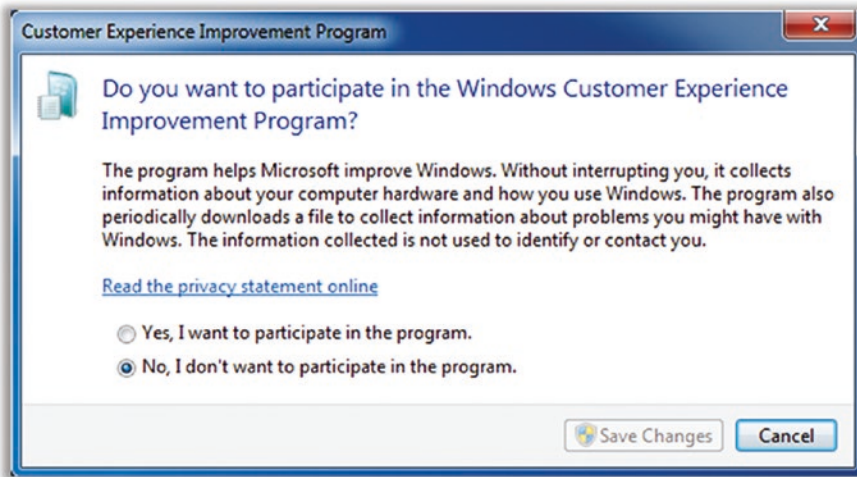 Customer Experience Improvement Program
Do you want to participate in the Windows Customer Experience
Improvement Program?
The program helps Microsoft improve Windows. Without interrupting you, it collects
information about your computer hardware and how you use Windows. The program also
periodically downloads a file to collect information about problems you might have with
Windows. The information collected is not used to identify or contact you.
Read the privacy statement online
Yes, I want to participate in the program.
No, I don't want to participate in the program.
Save Changes Cancel